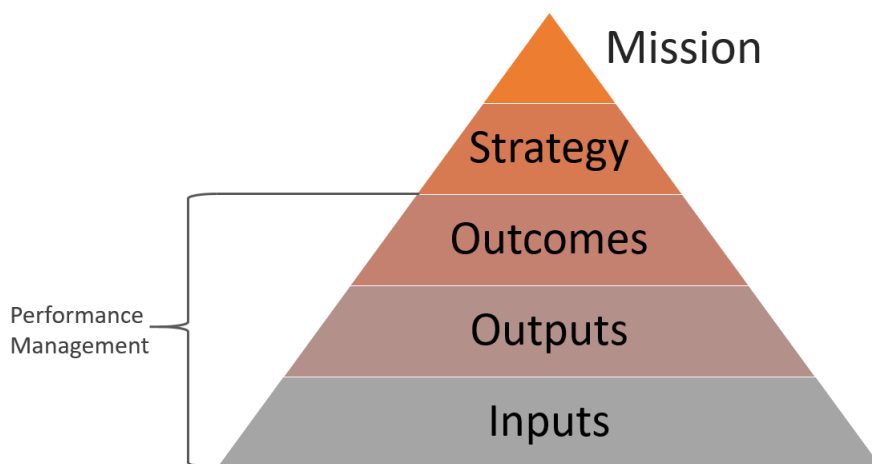 Mission
Strategy
Outcomes
Performance
Management
Outputs
Inputs